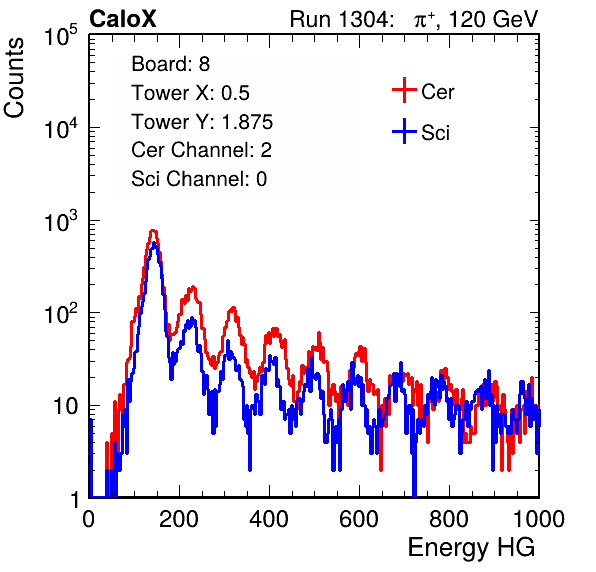 CaloX Run 1304: π⁺, 120 GeV
Board: 8
Tower X: 0.5
Tower Y: 1.875
Cer Channel: 2
Sci Channel: 0
Cer
Sci
Counts
10⁵
10⁴
10³
10²
10
1
0 200 400 600 800 1000
Energy HG